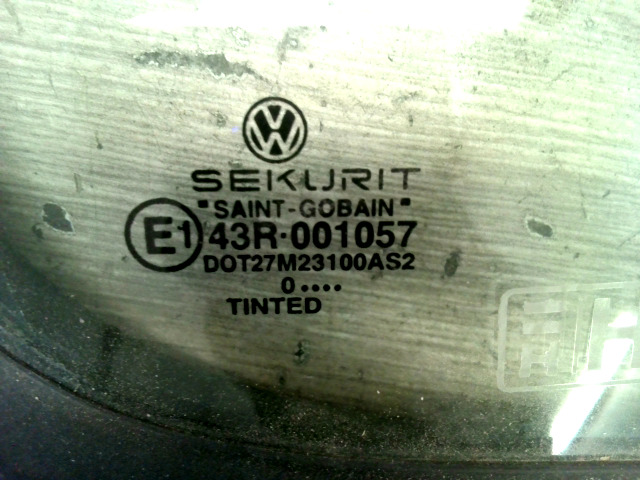 SEKURIT
"SAINT-GOBAIN"
E1 43R·001057
DOT27M23100AS2
0 ••••
TINTED